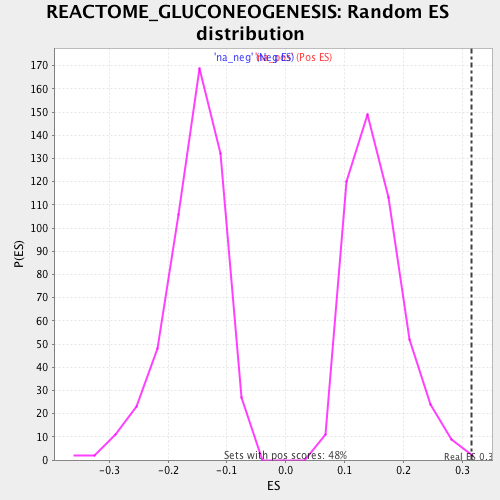 REACTOME_GLUCONEOGENESIS: Random ES
distribution
'na_neg' (Neg ES)
'na_pos' (Pos ES)
170
160
150
140
130
120
110
100
90
80
70
60
50
40
30
20
10
0
P(ES)
Sets with pos scores: 48%
Real ES 0.3
-0.3 -0.2 -0.1 0.0 0.1 0.2 0.3
ES